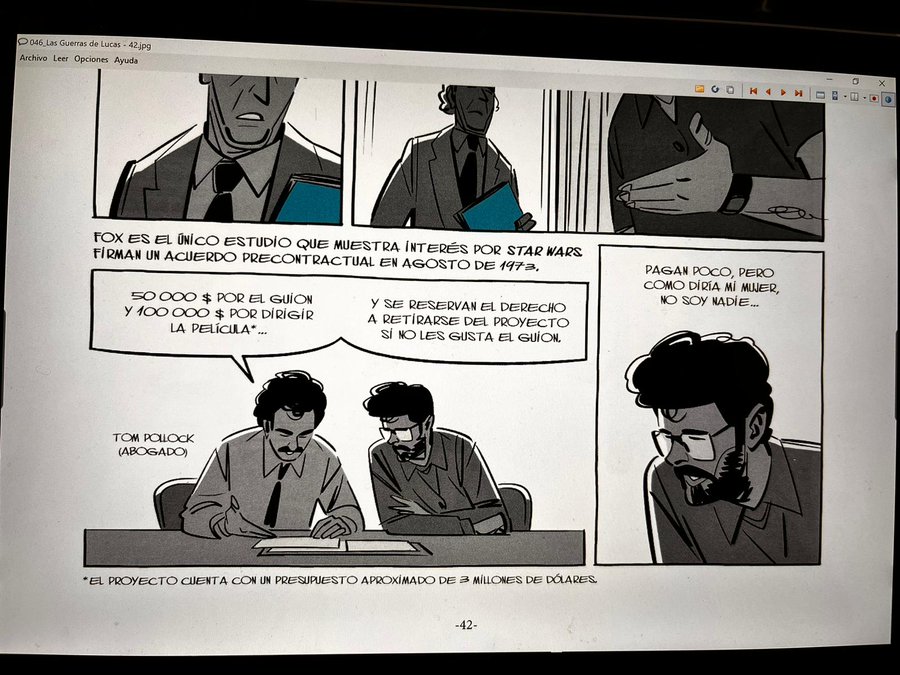 046_Las Guerras de Lucas - 42.jpg
Archivo Leer Opciones Ayuda
FOX ES EL ÚNICO ESTUDIO QUE MUESTRA INTERÉS POR STAR WARS.
FIRMAN UN ACUERDO PRECONTRACTUAL EN AGOSTO DE 1973.
50 000 $ POR EL GUION
Y 100 000 $ POR DIRIGIR
LA PELÍCULA*...
Y SE RESERVAN EL DERECHO
A RETIRARSE DEL PROYECTO
SI NO LES GUSTA EL GUION.
TOM POLLOCK
(ABOGADO)
PAGAN POCO, PERO
COMO DIRÍA MI MUJER,
NO SOY NADIE...
*EL PROYECTO CUENTA CON UN PRESUPUESTO APROXIMADO DE 3 MILLONES DE DÓLARES.
-42-